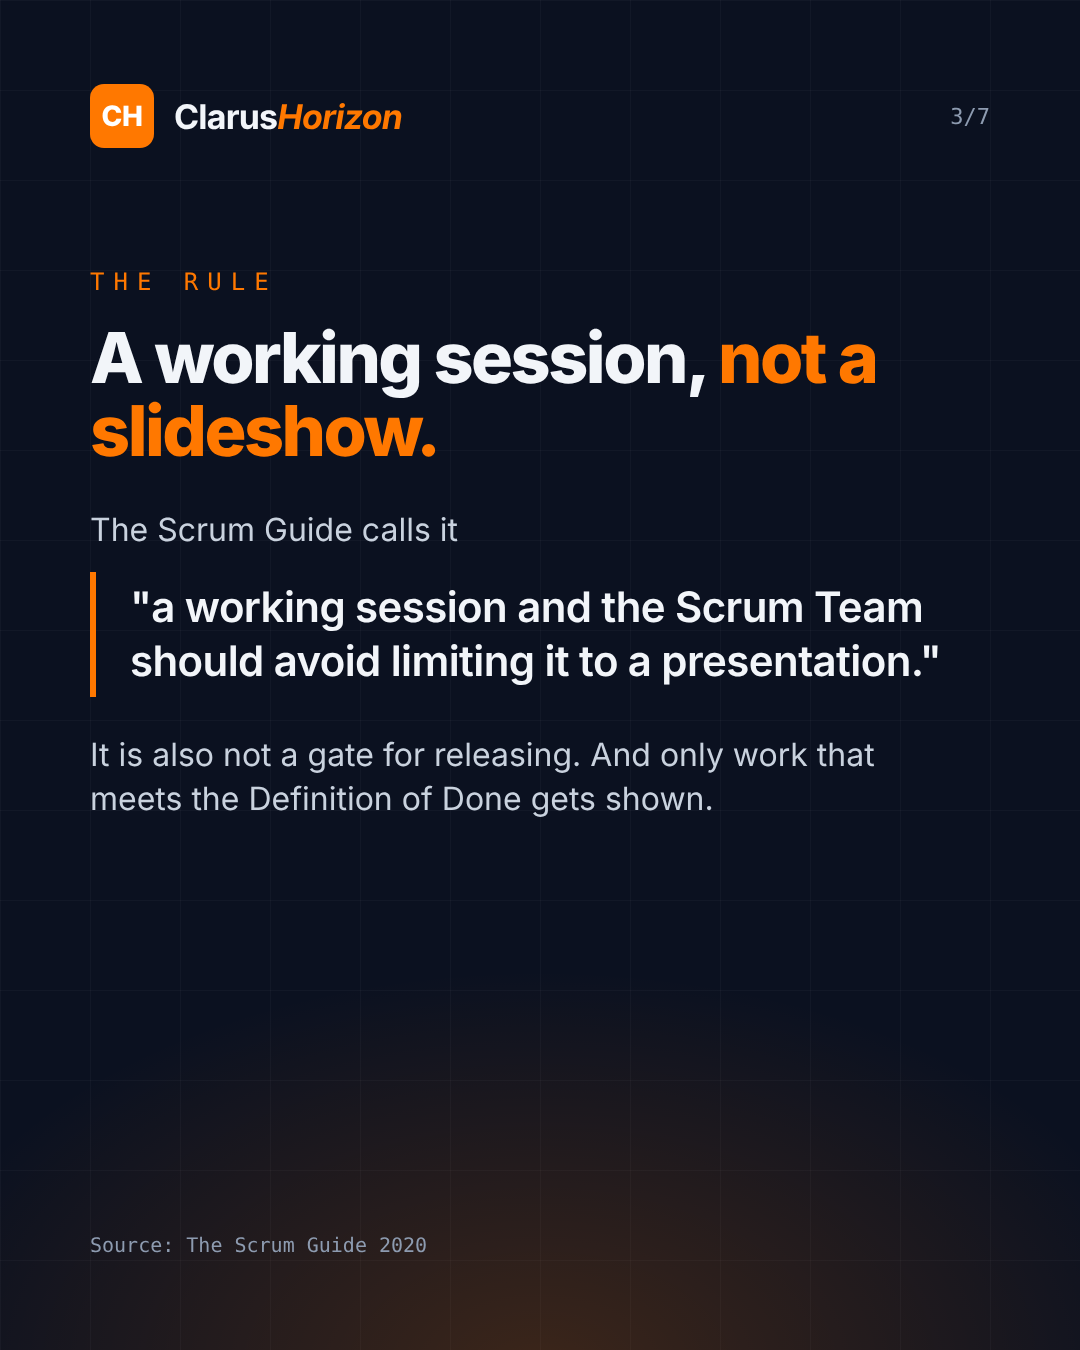 CH
ClarusHorizon
3/7
THE RULE
A working session, not a
slideshow.
The Scrum Guide calls it
"a working session and the Scrum Team
should avoid limiting it to a presentation."
It is also not a gate for releasing. And only work that
meets the Definition of Done gets shown.
Source: The Scrum Guide 2020